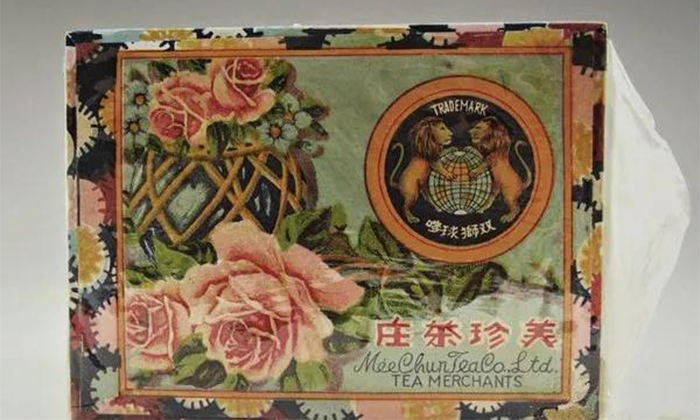 TRADEMARK
双獅球嘜
美珍茶庄
Mee Chun Tea Co., Ltd.
TEA MERCHANTS